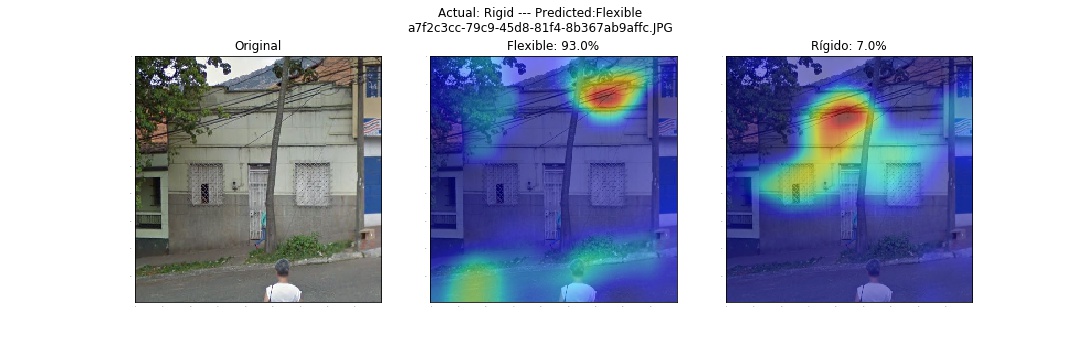 Actual: Rigid --- Predicted:Flexible
a7f2c3cc-79c9-45d8-81f4-8b367ab9affc.JPG
Original
Flexible: 93.0%
Rígido: 7.0%